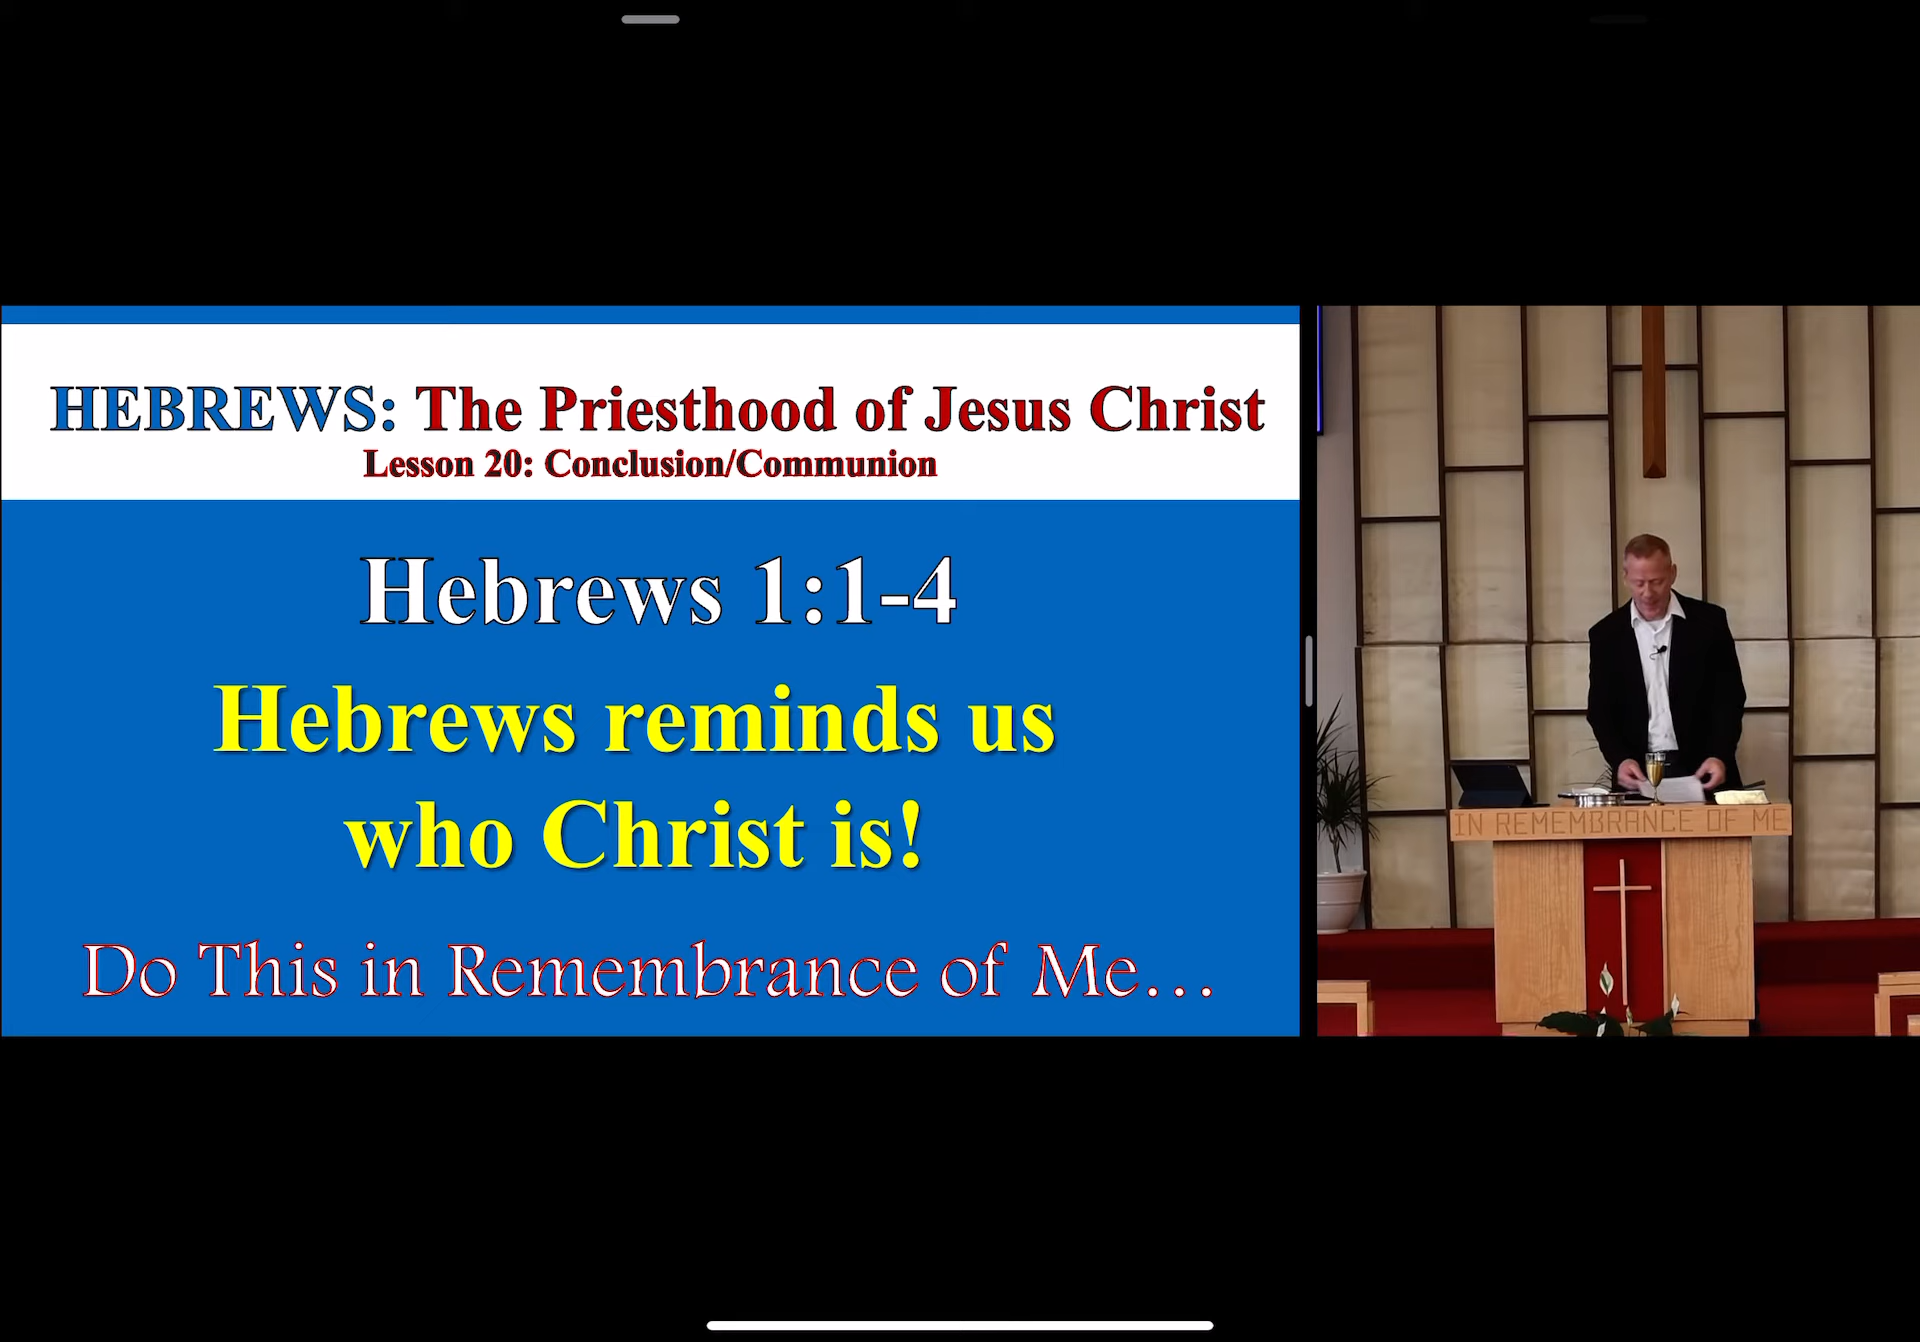 HEBREWS: The Priesthood of Jesus Christ
Lesson 20: Conclusion/Communion
Hebrews 1:1-4
Hebrews reminds us
who Christ is!
Do This in Remembrance of Me...
IN REMEMBRANCE OF ME